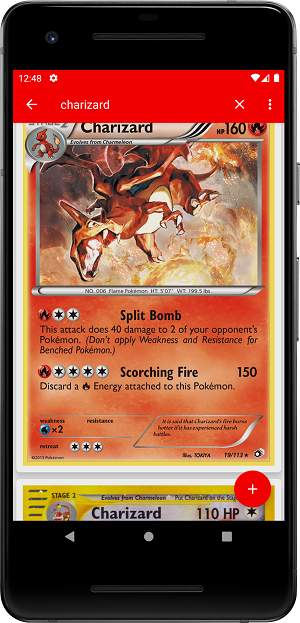 12:48
charizard
STAGE 2
Charizard
HP160
Evolves from Charmeleon
NO. 006 Flame Pokémon HT: 5'07" WT: 199.5 lbs.
Split Bomb
This attack does 40 damage to 2 of your opponent's
Pokémon. (Don't apply Weakness and Resistance for
Benched Pokémon.)
Scorching Fire 150
Discard a Energy attached to this Pokémon.
weakness resistance
×2
retreat
It is said that Charizard's fire burns
hotter if it has experienced harsh
battles.
©2013 Pokémon
Illus. TOKIYA 19/113
STAGE 2 Evolves from Charmeleon Put Charizard on the Stage
Charizard 110 HP